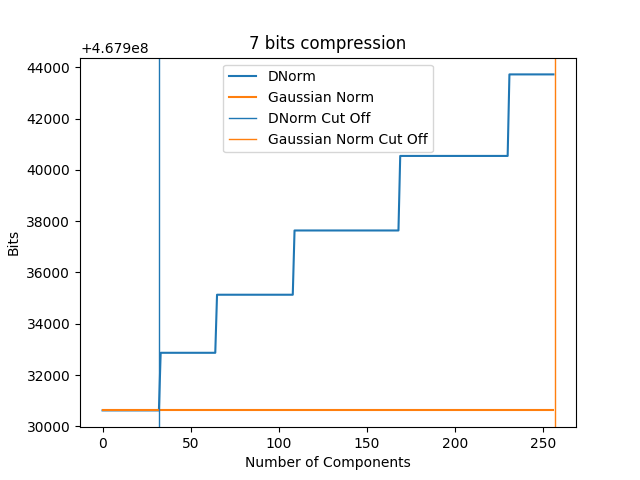 7 bits compression
+4.679e8
44000
42000
40000
38000
36000
34000
32000
30000
Bits
DNorm
Gaussian Norm
DNorm Cut Off
Gaussian Norm Cut Off
0 50 100 150 200 250
Number of Components